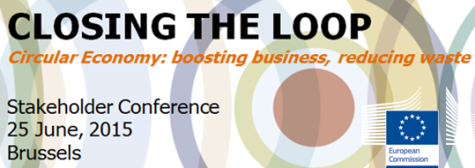 CLOSING THE LOOP
Circular Economy: boosting business, reducing waste
Stakeholder Conference
25 June, 2015
Brussels
European
Commission